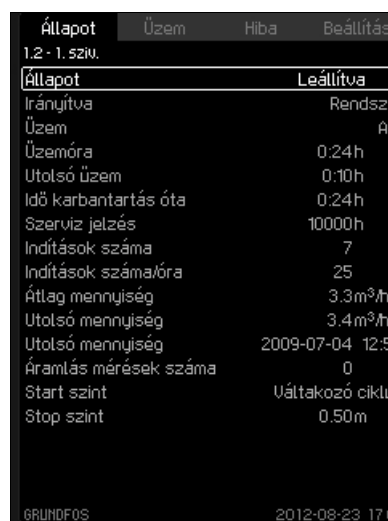 Állapot Üzem Hiba Beállítás
1.2 - 1. sziv.
Állapot Leállítva
Irányítva Rendsz
Üzem A
Üzemóra 0:24h
Utolsó üzem 0:10h
Idő karbantartás óta 0:24h
Szerviz jelzés 10000h
Indítások száma 7
Indítások száma/óra 25
Átlag mennyiség 3.3m³/h
Utolsó mennyiség 3.4m³/h
Utolsó mennyiség 2009-07-04 12:5
Áramlás mérések száma 0
Start szint Váltakozó ciklu
Stop szint 0.50m
GRUNDFOS 2012-08-23 17: